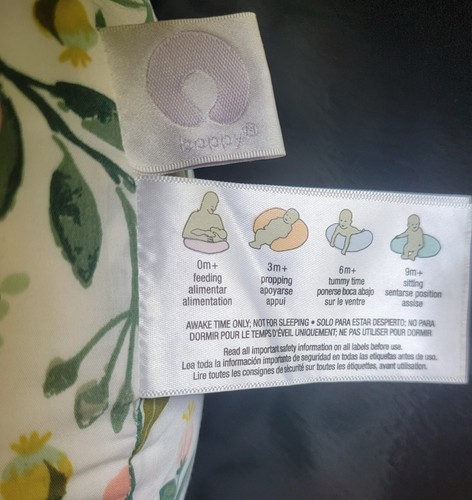 boppy®
0m+
feeding
alimentar
alimentation
3m+
propping
apoyarse
appui
6m+
tummy time
ponerse boca abajo
sur le ventre
9m+
sitting
sentarse position
assise
AWAKE TIME ONLY; NOT FOR SLEEPING • SOLO PARA ESTAR DESPIERTO; NO PARA
DORMIR POUR LE TEMPS D'ÉVEIL UNIQUEMENT; NE PAS UTILISER POUR DORMIR
Read all important safety information on all labels before use.
Lea toda la información importante de seguridad en todas las etiquetas antes de uso.
Lire toutes les consignes de sécurité sur toutes les étiquettes, avant utilisation.